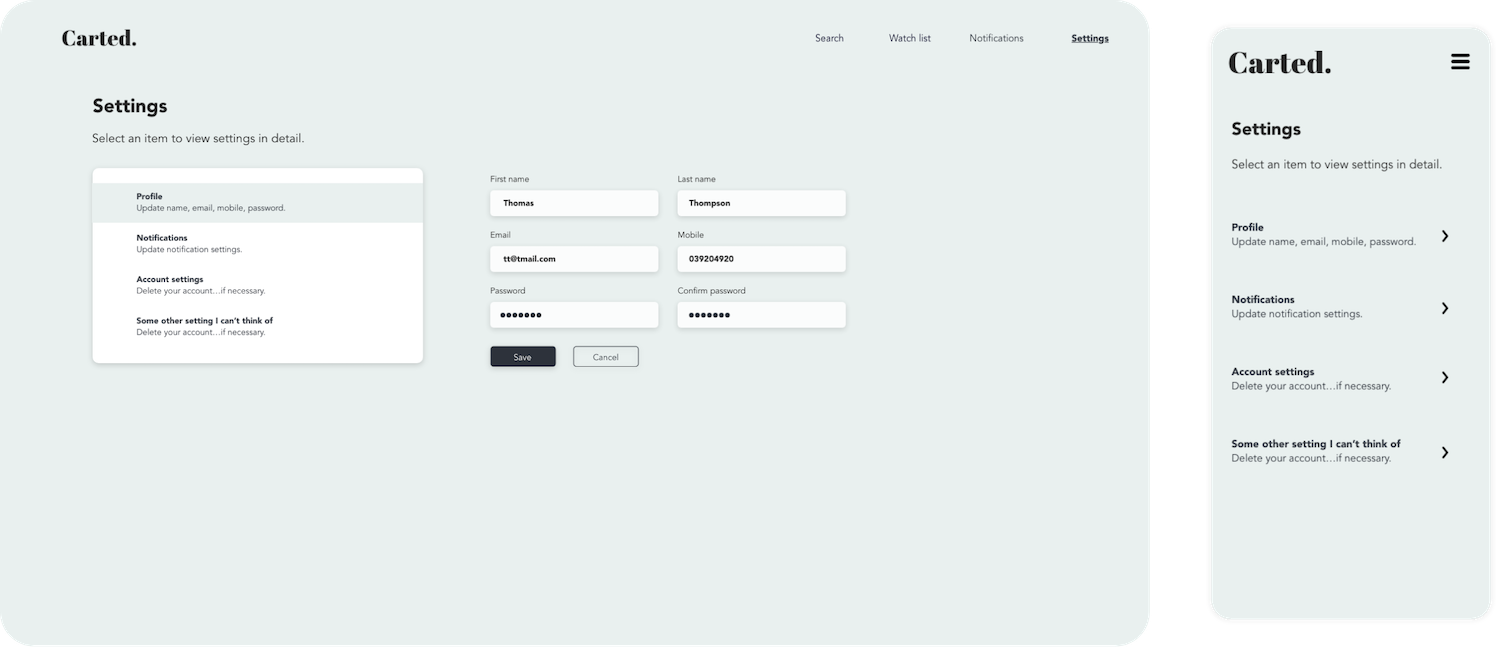 Carted.
Search Watch list Notifications Settings
Settings
Select an item to view settings in detail.
Profile
Update name, email, mobile, password.
Notifications
Update notification settings.
Account settings
Delete your account...if necessary.
Some other setting I can't think of
Delete your account...if necessary.
First name Last name
Thomas Thompson
Email Mobile
tt@tmail.com 039204920
Password Confirm password
●●●●●●● ●●●●●●●
Save Cancel
Carted.
Settings
Select an item to view settings in detail.
Profile
Update name, email, mobile, password.
Notifications
Update notification settings.
Account settings
Delete your account...if necessary.
Some other setting I can't think of
Delete your account...if necessary.